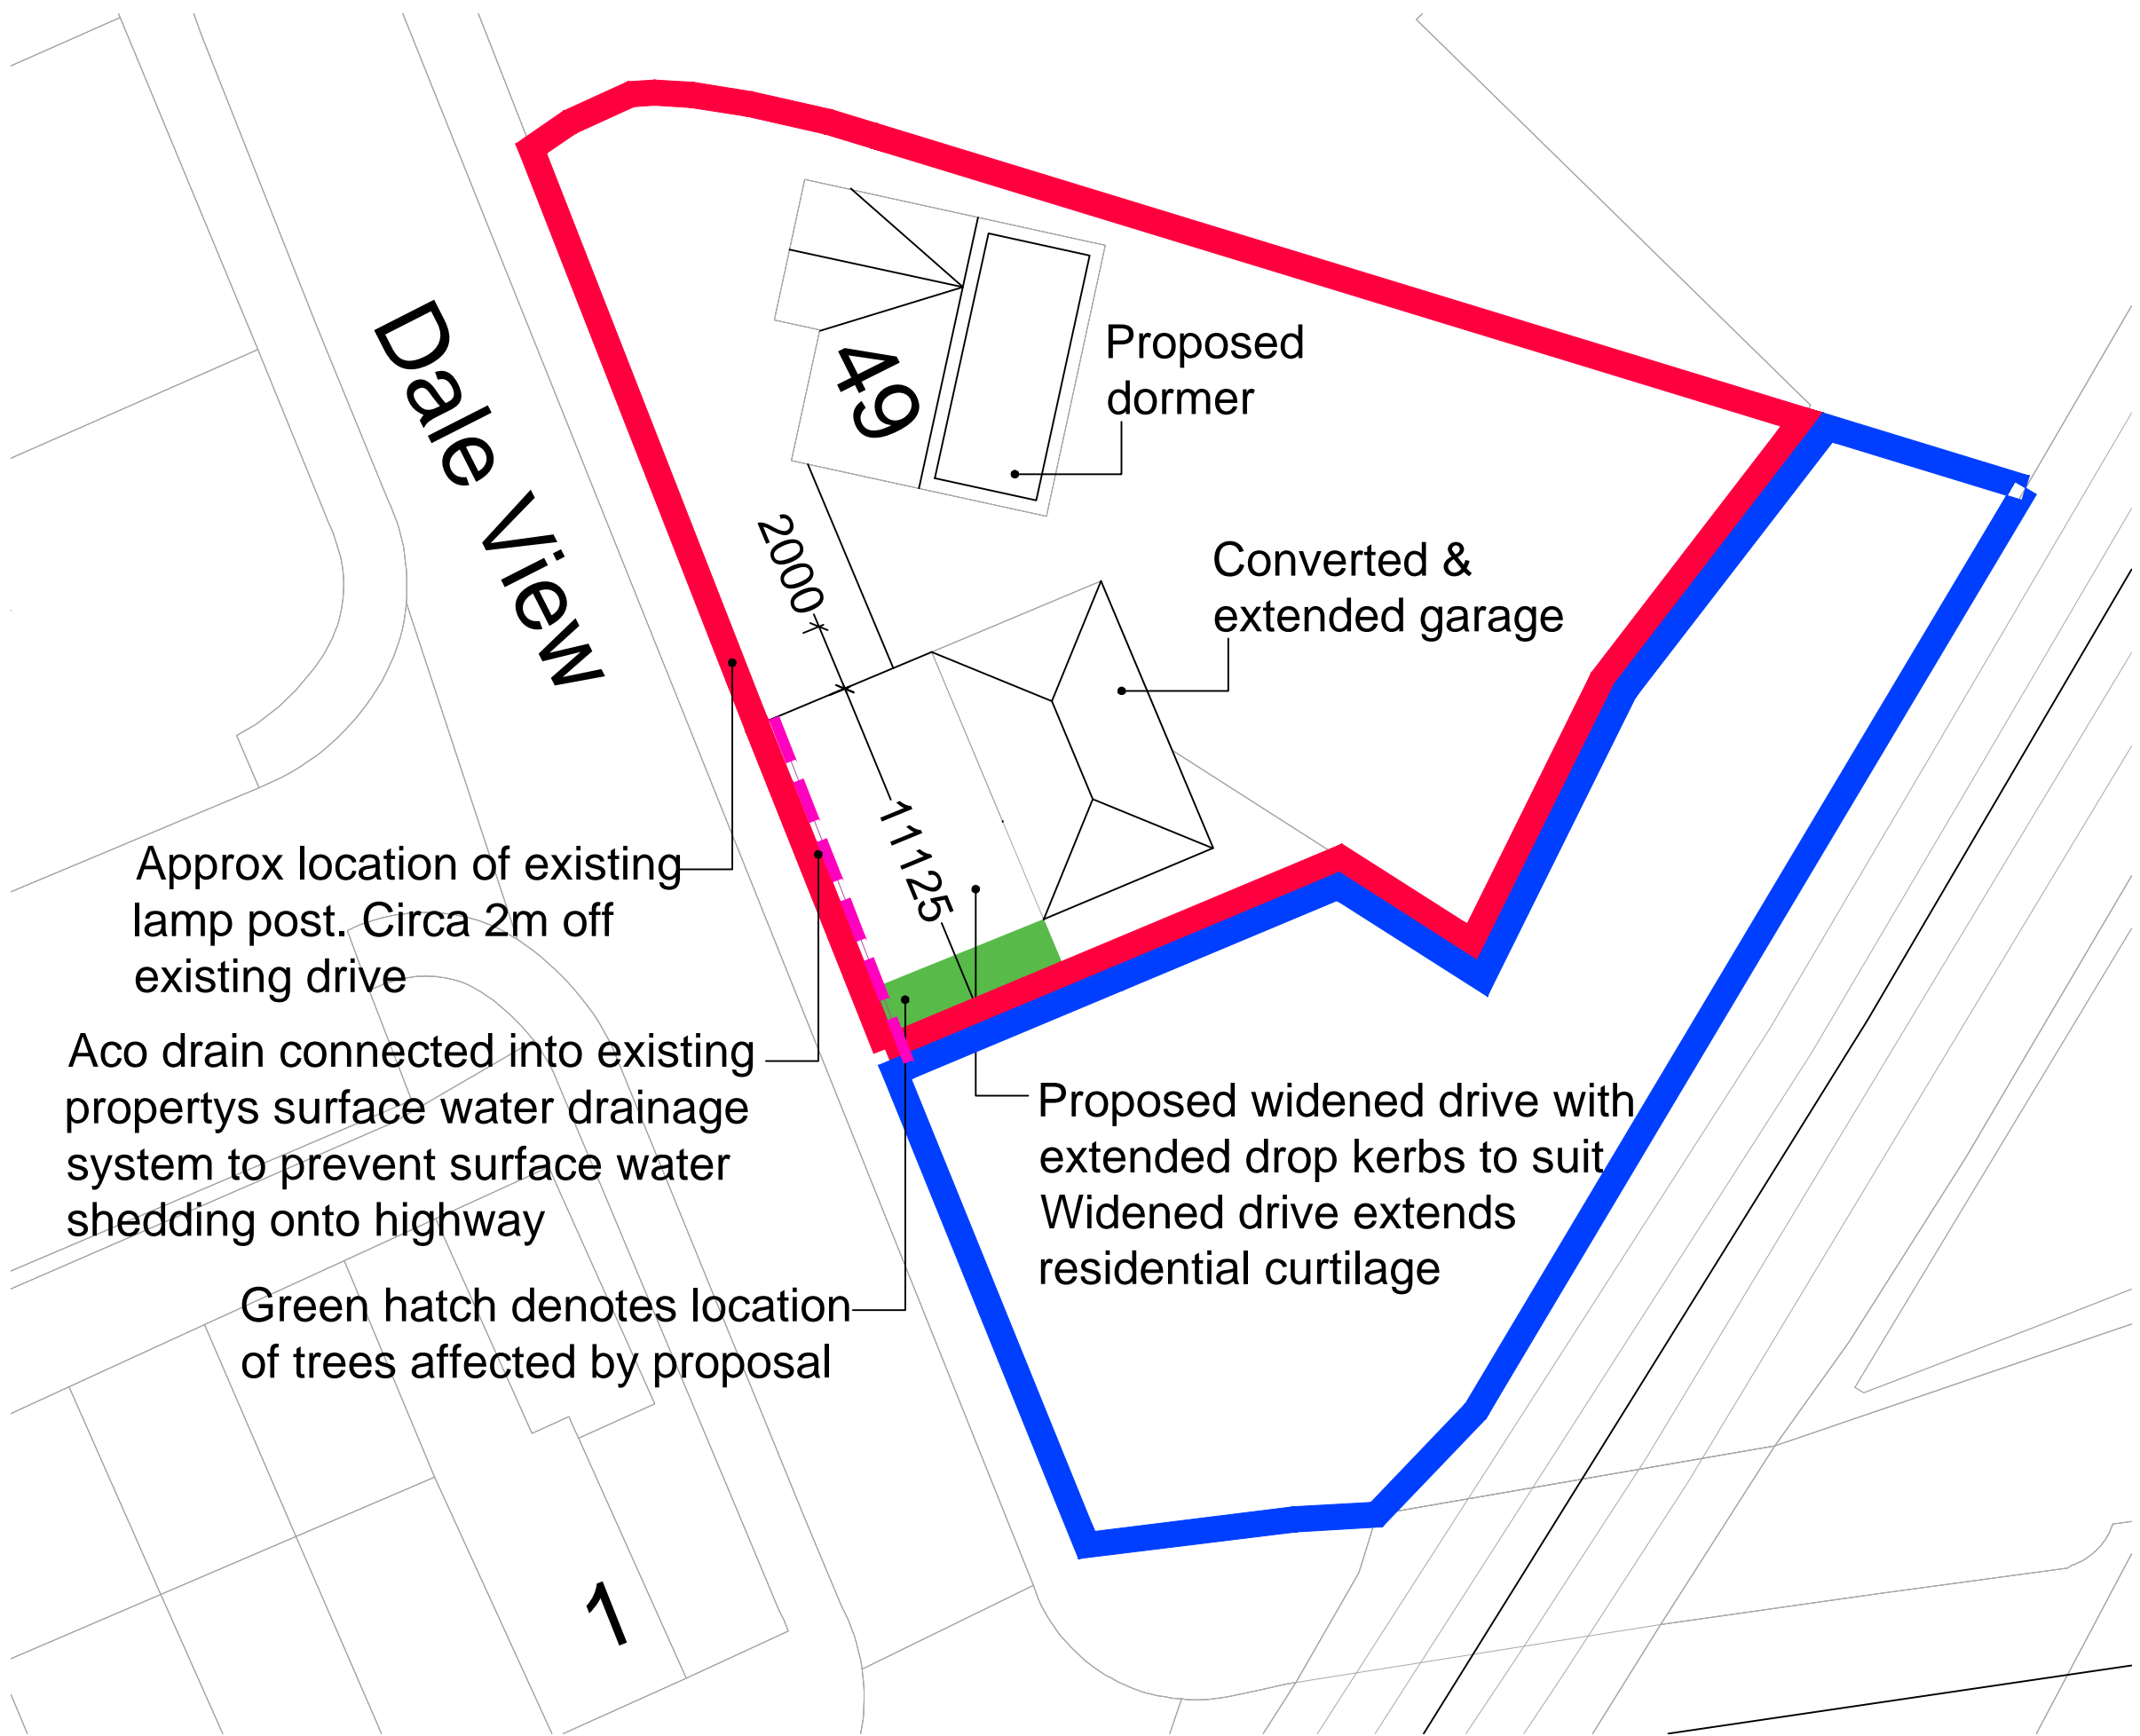 Dale View
49
Proposed
dormer
2000
Converted &
extended garage
11125
Approx location of existing
lamp post. Circa 2m off
existing drive
Aco drain connected into existing
propertys surface water drainage
system to prevent surface water
shedding onto highway
Proposed widened drive with
extended drop kerbs to suit
Widened drive extends
residential curtilage
Green hatch denotes location
of trees affected by proposal
1